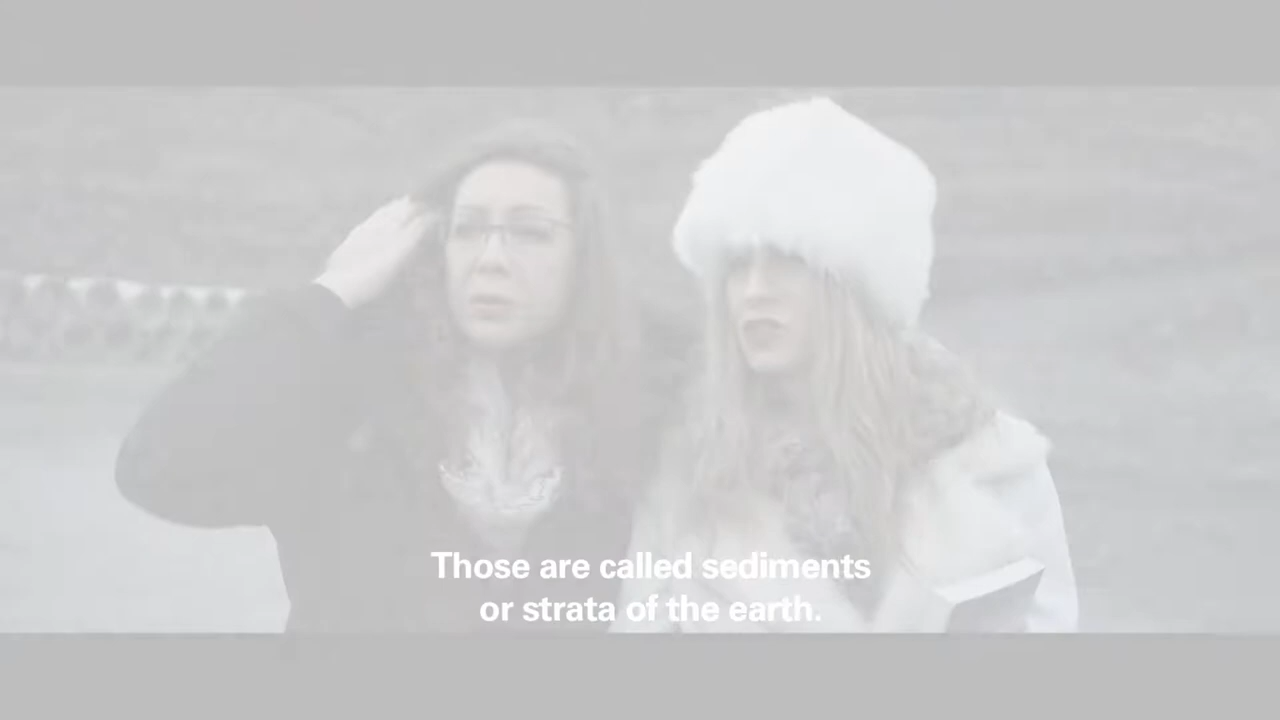 Those are called sediments
or strata of the earth.